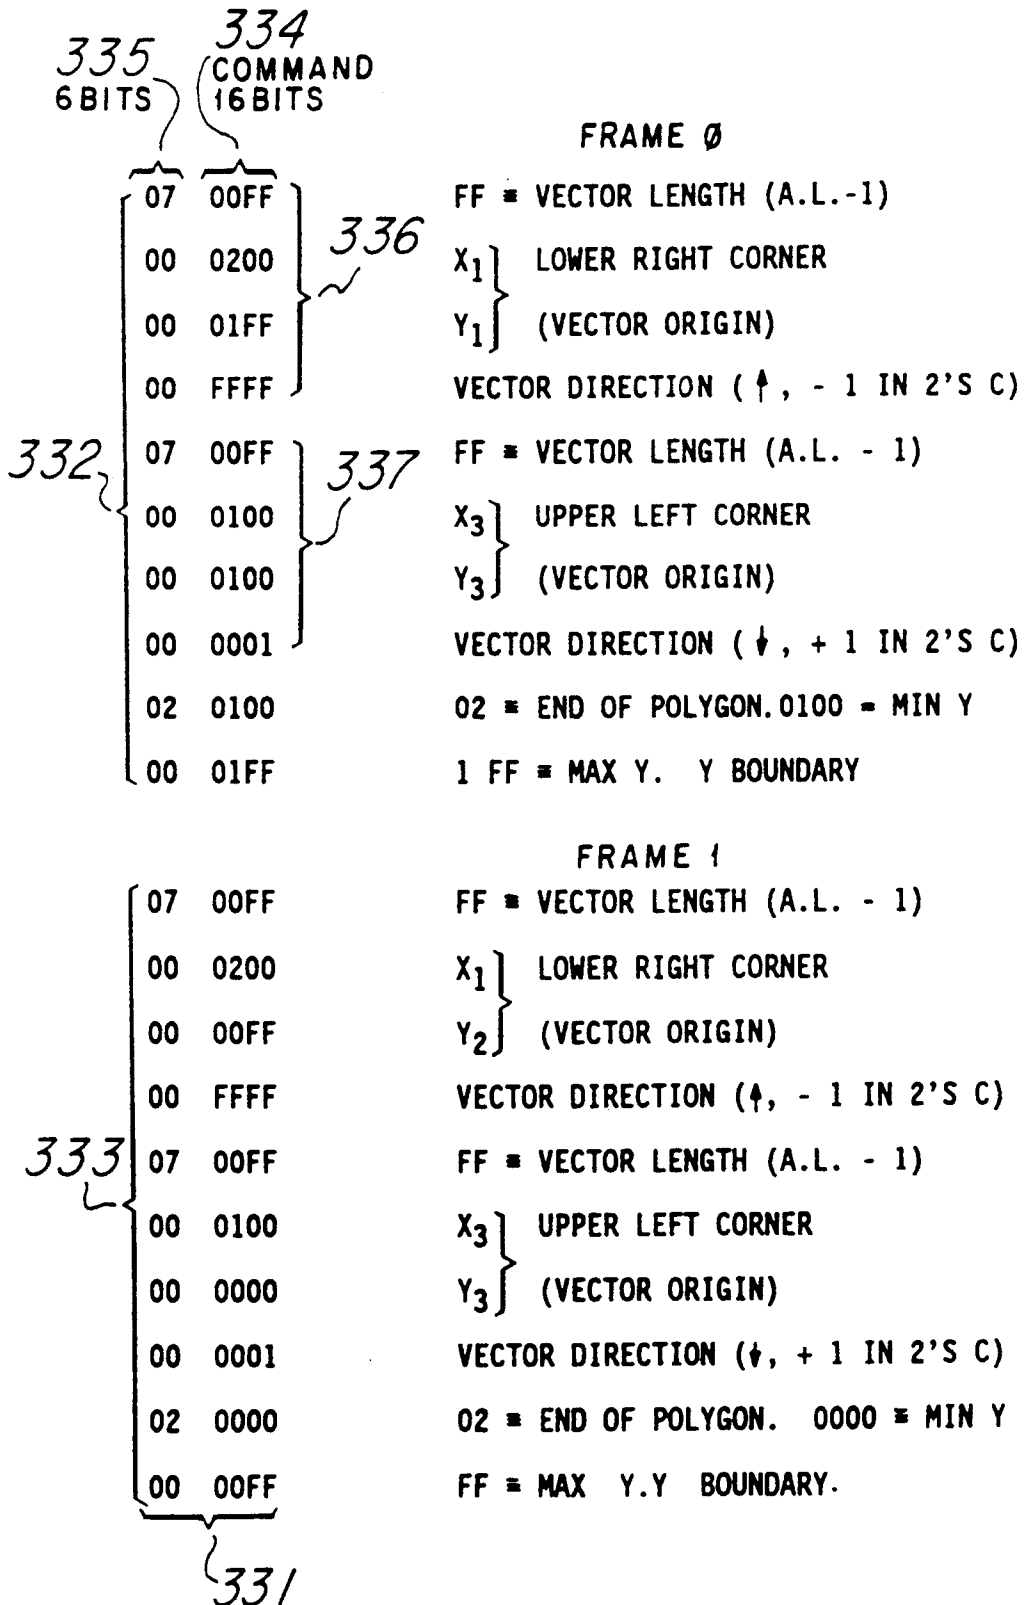 334
335 COMMAND
6 BITS 16 BITS
FRAME Ø
07 00FF FF ≡ VECTOR LENGTH (A.L.-1)
336
00 0200 X1 LOWER RIGHT CORNER
00 01FF Y1 (VECTOR ORIGIN)
00 FFFF VECTOR DIRECTION (↑, - 1 IN 2'S C)
332 07 00FF FF ≡ VECTOR LENGTH (A.L. - 1)
337
00 0100 X3 UPPER LEFT CORNER
00 0100 Y3 (VECTOR ORIGIN)
00 0001 VECTOR DIRECTION (↓, + 1 IN 2'S C)
02 0100 02 ≡ END OF POLYGON. 0100 = MIN Y
00 01FF 1 FF ≡ MAX Y. Y BOUNDARY
FRAME 1
07 00FF FF ≡ VECTOR LENGTH (A.L. - 1)
00 0200 X1 LOWER RIGHT CORNER
00 00FF Y2 (VECTOR ORIGIN)
00 FFFF VECTOR DIRECTION (↑, - 1 IN 2'S C)
333 07 00FF FF ≡ VECTOR LENGTH (A.L. - 1)
00 0100 X3 UPPER LEFT CORNER
00 0000 Y3 (VECTOR ORIGIN)
00 0001 VECTOR DIRECTION (↓, + 1 IN 2'S C)
02 0000 02 ≡ END OF POLYGON. 0000 ≡ MIN Y
00 00FF FF ≡ MAX Y.Y BOUNDARY.
331